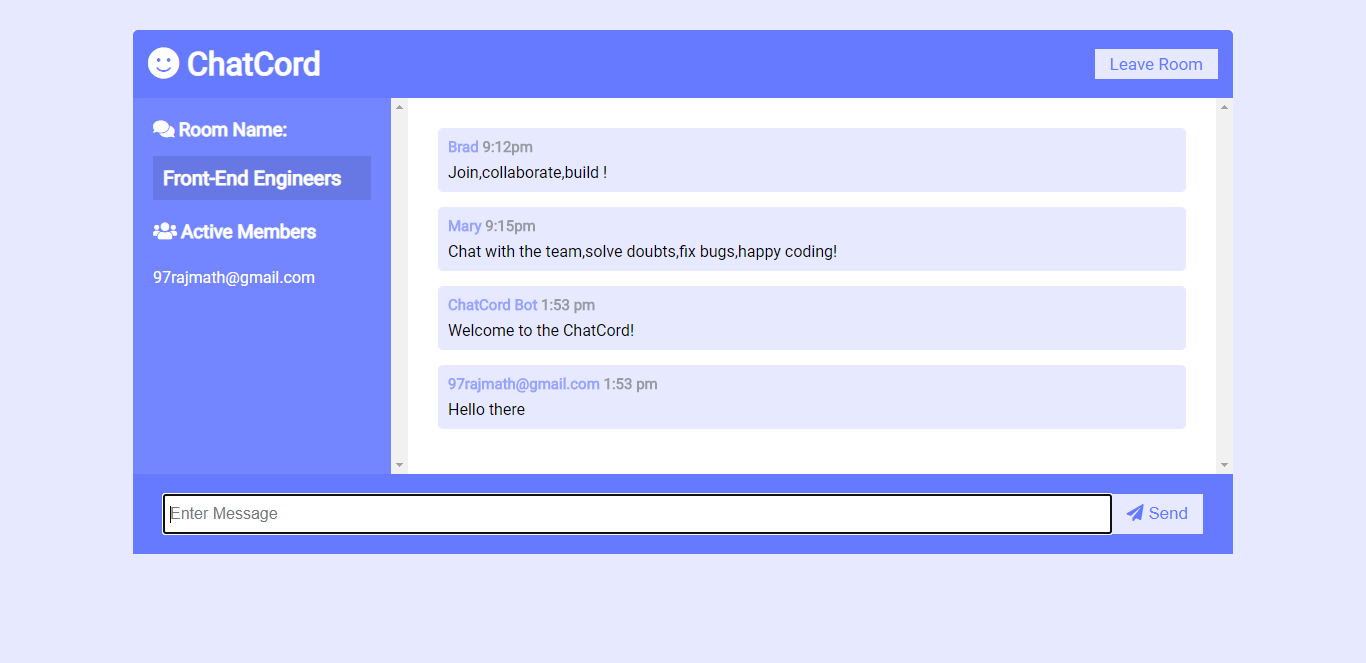 ChatCord
Leave Room
Room Name:
Front-End Engineers
Active Members
97rajmath@gmail.com
Brad 9:12pm
Join,collaborate,build !
Mary 9:15pm
Chat with the team,solve doubts,fix bugs,happy coding!
ChatCord Bot 1:53 pm
Welcome to the ChatCord!
97rajmath@gmail.com 1:53 pm
Hello there
Enter Message
Send